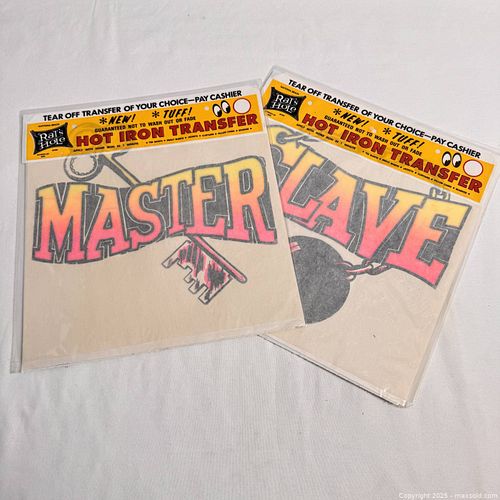 TEAR OFF TRANSFER OF YOUR CHOICE—PAY CASHIER
Rat's
Hole
*NEW! *TUFF!
GUARANTEED NOT TO WASH OUT OR FADE
HOT IRON TRANSFER
MASTER
TEAR OFF TRANSFER OF YOUR CHOICE—PAY CASHIER
Rat's
Hole
*NEW! *TUFF!
GUARANTEED NOT TO WASH OUT OR FADE
HOT IRON TRANSFER
LAVE
Copyright 2025 - maxsold.com